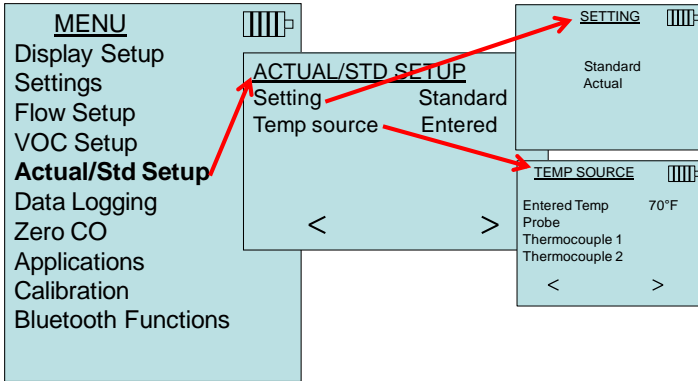 MENU
Display Setup
Settings
Flow Setup
VOC Setup
Actual/Std Setup
Data Logging
Zero CO
Applications
Calibration
Bluetooth Functions
ACTUAL/STD SETUP
Setting Standard
Temp source Entered
< >
SETTING
Standard
Actual
TEMP SOURCE
Entered Temp 70°F
Probe
Thermocouple 1
Thermocouple 2
< >